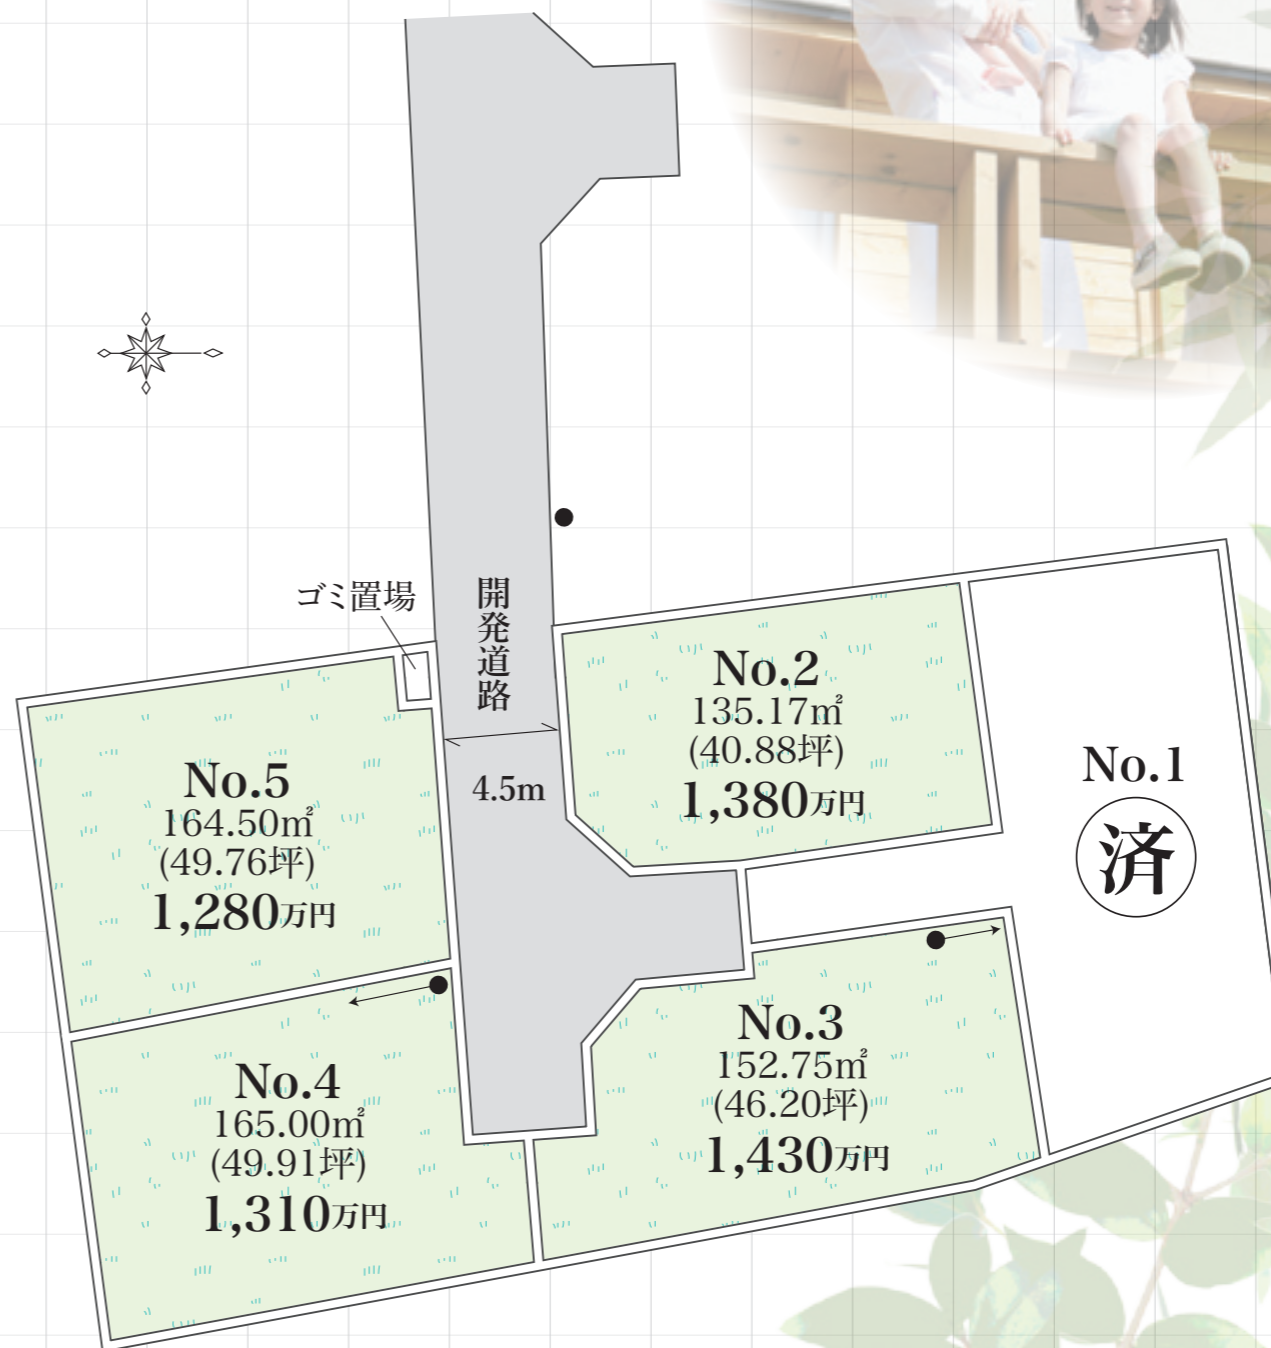 ゴミ置場
開発道路
4.5m
No.2
135.17㎡
(40.88坪)
1,380万円
No.1
済
No.5
164.50㎡
(49.76坪)
1,280万円
No.3
152.75㎡
(46.20坪)
1,430万円
No.4
165.00㎡
(49.91坪)
1,310万円